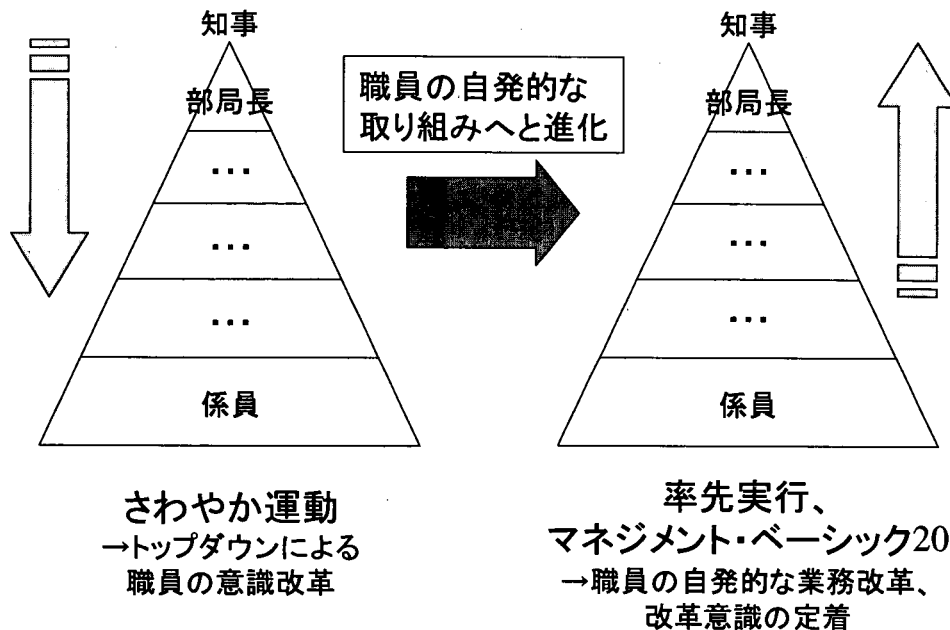 知事
部局長
…
…
…
係員
さわやか運動
→トップダウンによる
職員の意識改革
職員の自発的な
取り組みへと進化
知事
部局長
…
…
…
係員
率先実行、
マネジメント・ベーシック20
→職員の自発的な業務改革、
改革意識の定着